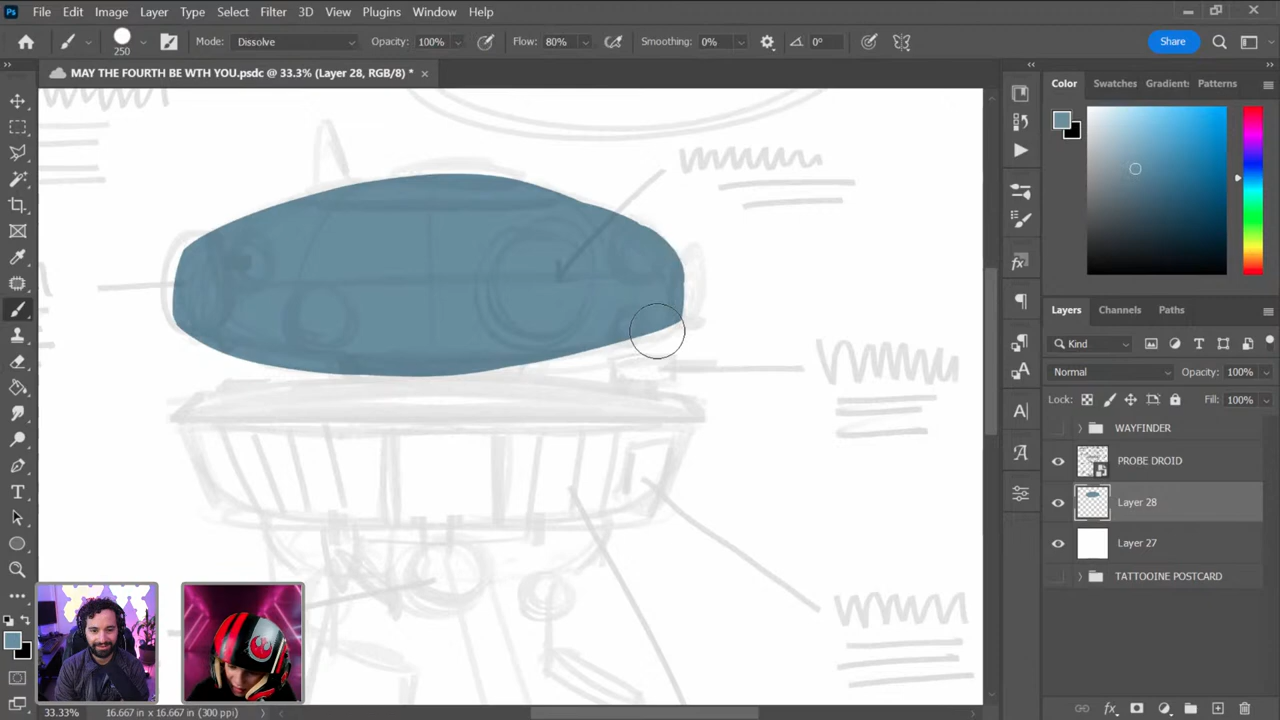 Ps File Edit Image Layer Type Select Filter 3D View Plugins Window Help
250 Mode: Dissolve Opacity: 100% Flow: 80% Smoothing: 0% 0° Share
MAY THE FOURTH BE WTH YOU.psdc @ 33.3% (Layer 28, RGB/8) *
Color Swatches Gradient Patterns
Layers Channels Paths
Kind
Normal Opacity: 100%
Lock: Fill: 100%
WAYFINDER
PROBE DROID
Layer 28
Layer 27
TATTOOINE POSTCARD
33.33% 16.667 in x 16.667 in (300 ppi)